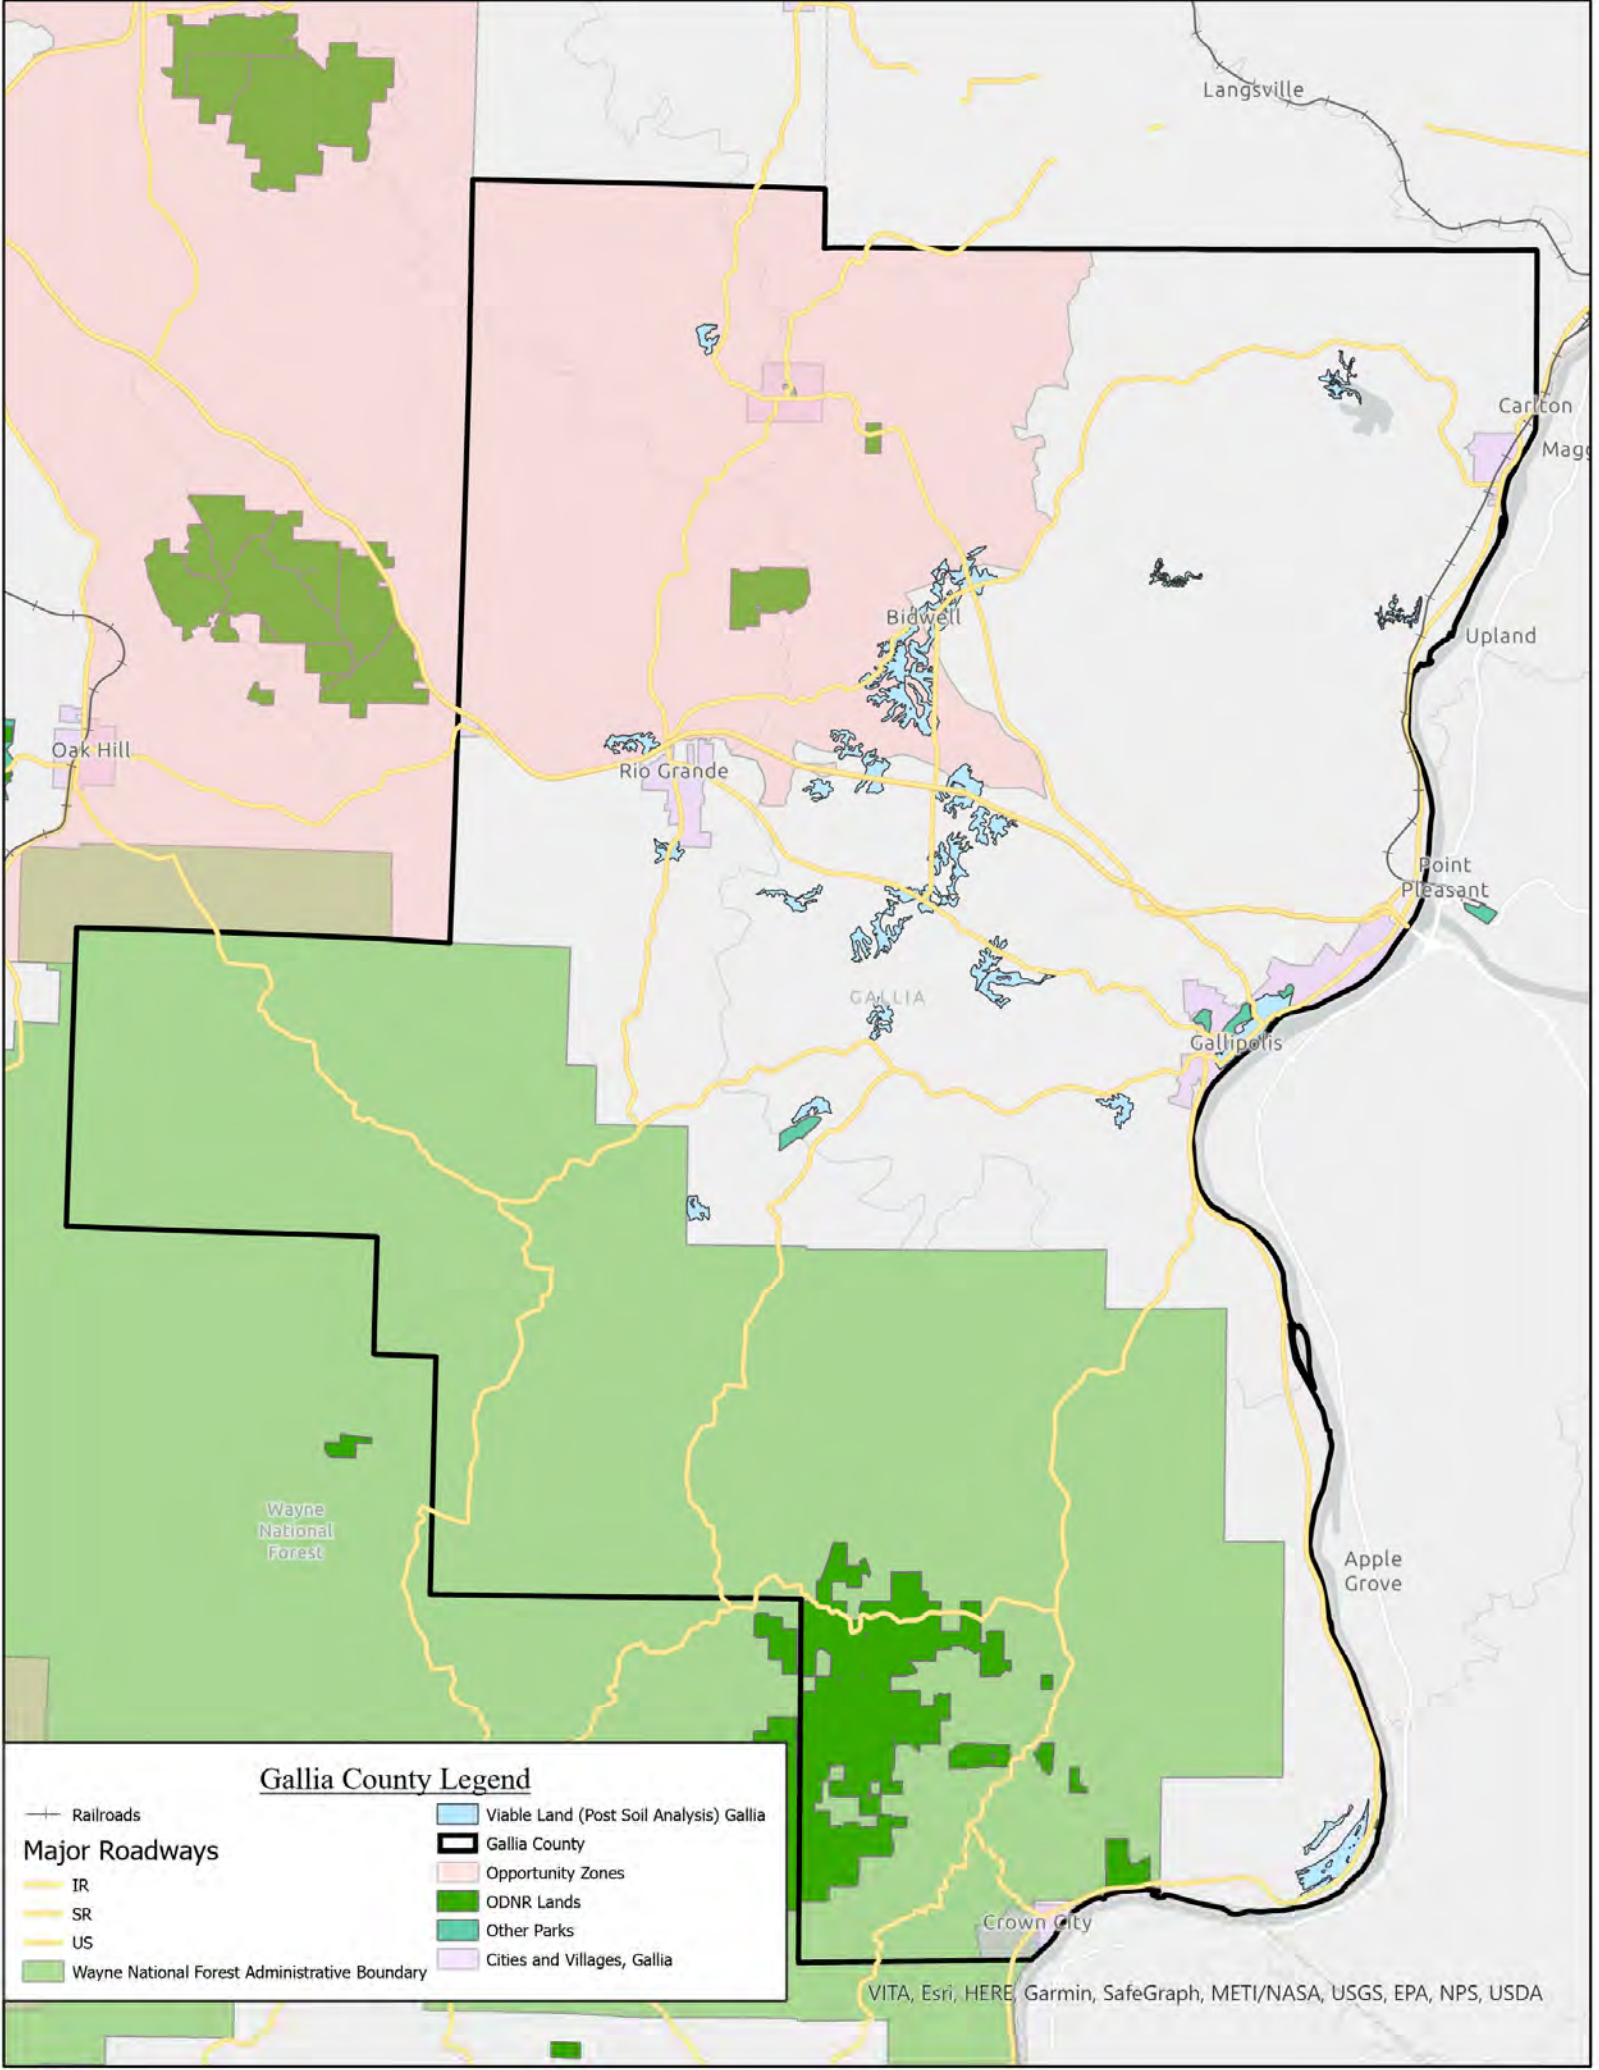 Langsville
Carlton
Magg
Bidwell
Upland
Oak Hill
Rio Grande
Point
Pleasant
GALLIA
Gallipolis
Wayne
National
Forest
Apple
Grove
Crown City
Gallia County Legend
Railroads
Major Roadways
IR
SR
US
Wayne National Forest Administrative Boundary
Viable Land (Post Soil Analysis) Gallia
Gallia County
Opportunity Zones
ODNR Lands
Other Parks
Cities and Villages, Gallia
VITA, Esri, HERE, Garmin, SafeGraph, METI/NASA, USGS, EPA, NPS, USDA